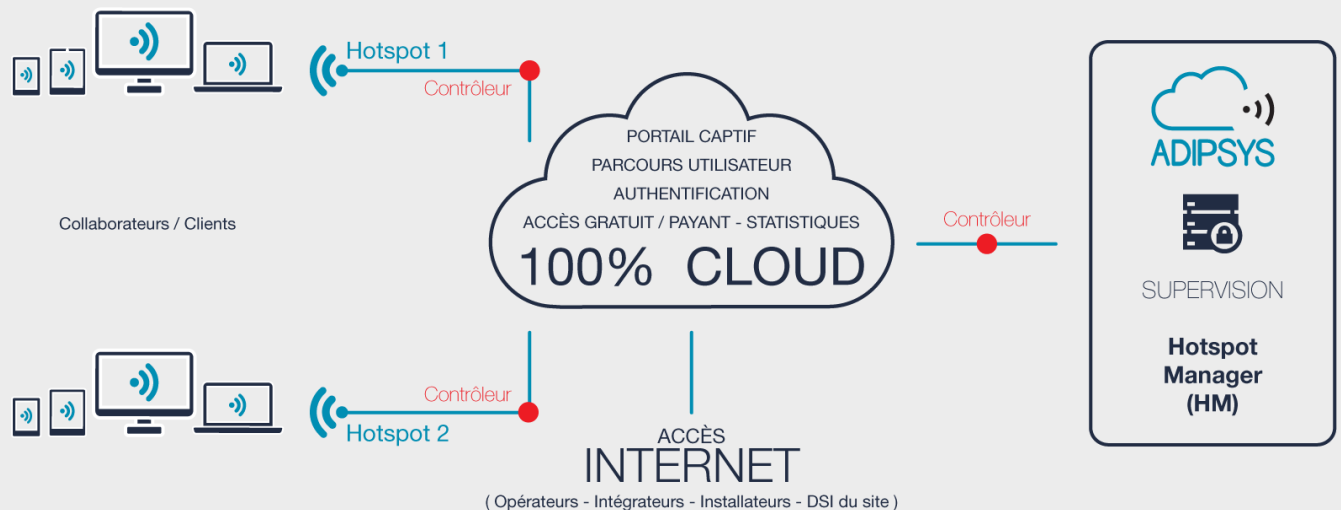 Hotspot 1
Contrôleur
Collaborateurs / Clients
Contrôleur
Hotspot 2
PORTAIL CAPTIF
PARCOURS UTILISATEUR
AUTHENTIFICATION
ACCÈS GRATUIT / PAYANT - STATISTIQUES
100% CLOUD
ACCÈS
INTERNET
( Opérateurs - Intégrateurs - Installateurs - DSI du site )
Contrôleur
ADIPSYS
SUPERVISION
Hotspot
Manager
(HM)